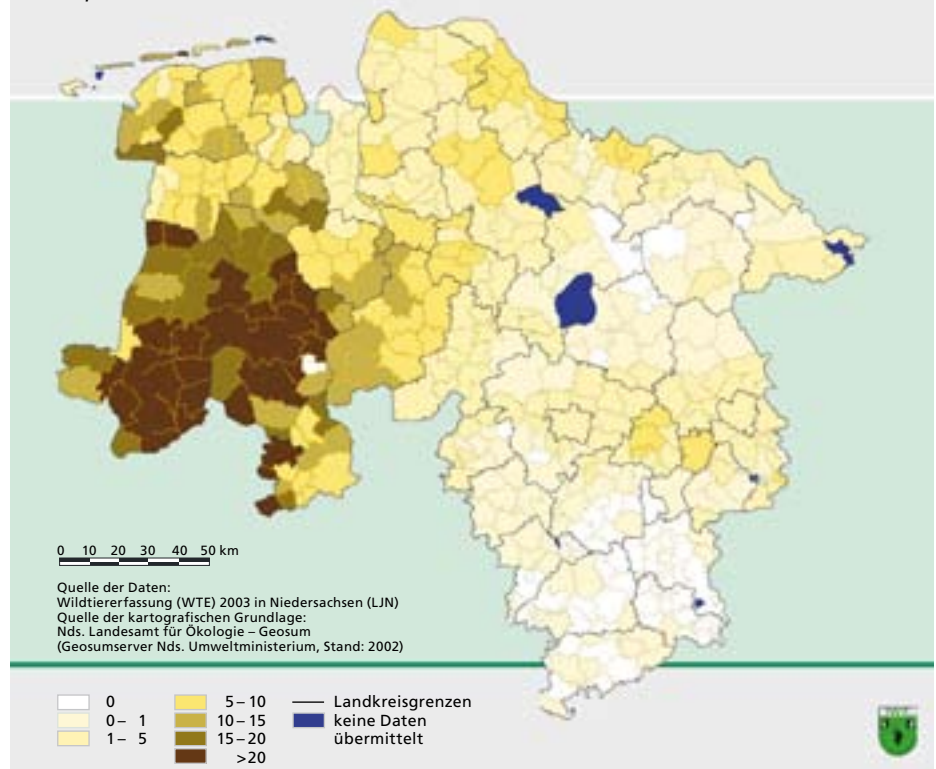 0 10 20 30 40 50 km
Quelle der Daten:
Wildtiererfassung (WTE) 2003 in Niedersachsen (LJN)
Quelle der kartografischen Grundlage:
Nds. Landesamt für Ökologie – Geosum
(Geosumserver Nds. Umweltministerium, Stand: 2002)
0
0 – 1
1 – 5
5 – 10
10 – 15
15 – 20
>20
Landkreisgrenzen
keine Daten
übermittelt